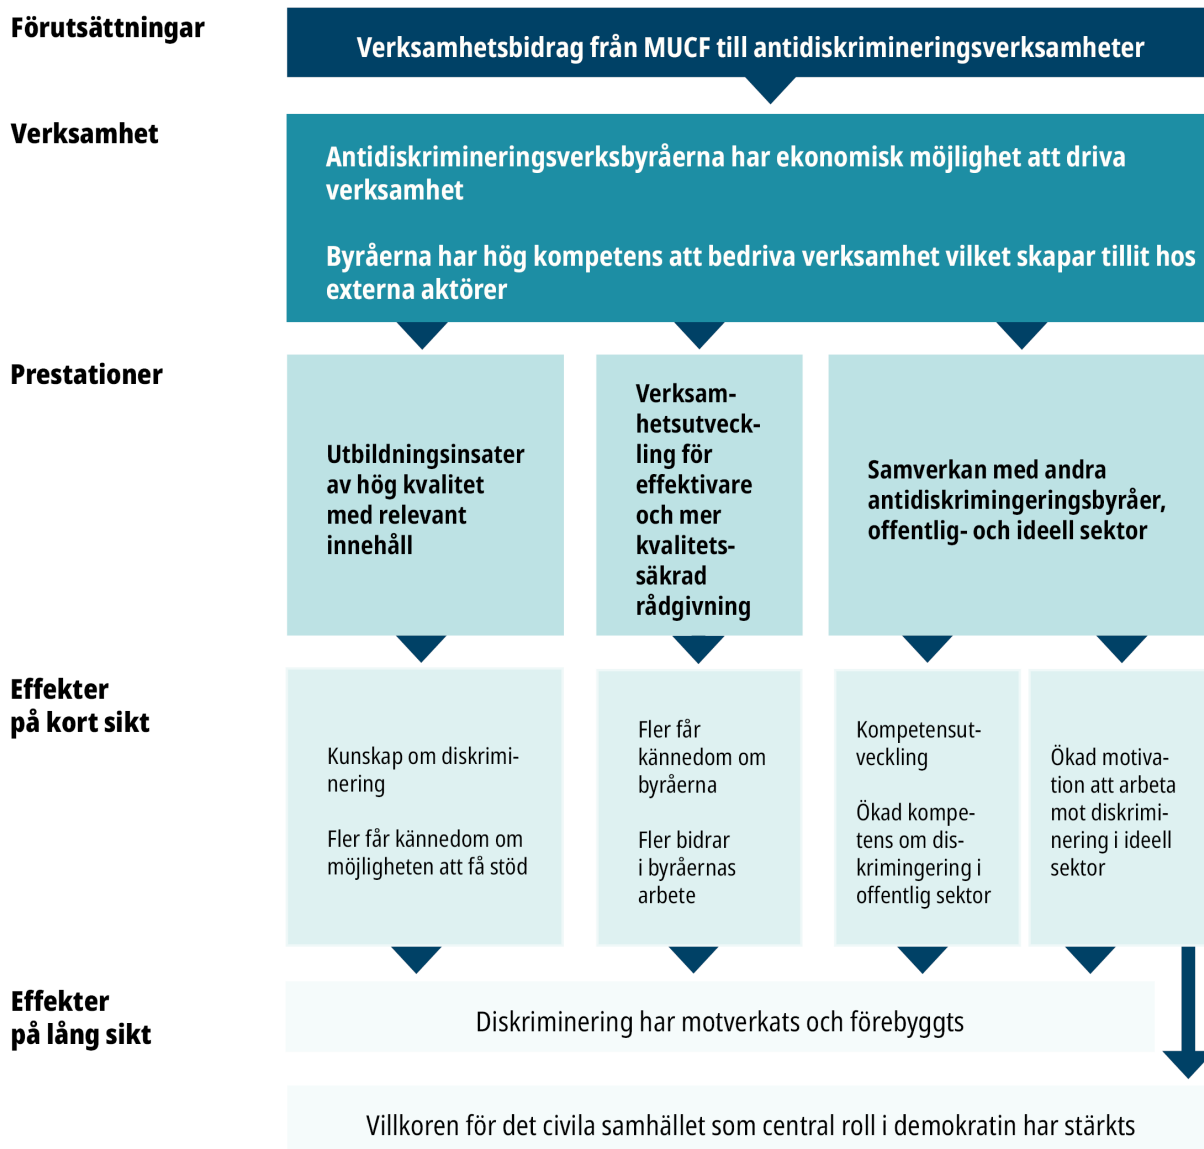 Förutsättningar
Verksamhetsbidrag från MUCF till antidiskrimineringsverksamheter
Verksamhet
Antidiskrimineringsverksbyråerna har ekonomisk möjlighet att driva
verksamhet
Byråerna har hög kompetens att bedriva verksamhet vilket skapar tillit hos
externa aktörer
Prestationer
Utbildningsinsater
av hög kvalitet
med relevant
innehåll
Verksam-
hetsutveck-
ling för
effektivare
och mer
kvalitets-
säkrad
rådgivning
Samverkan med andra
antidiskrimingeringsbyråer,
offentlig- och ideell sektor
Effekter
på kort sikt
Kunskap om diskrimi-
nering
Fler får kännedom om
möjligheten att få stöd
Fler får
kännedom om
byråerna
Fler bidrar
i byråernas
arbete
Kompetensut-
veckling
Ökad kompe-
tens om dis-
krimingering i
offentlig sektor
Ökad motiva-
tion att arbeta
mot diskrimi-
nering i ideell
sektor
Effekter
på lång sikt
Diskriminering har motverkats och förebyggts
Villkoren för det civila samhället som central roll i demokratin har stärkts